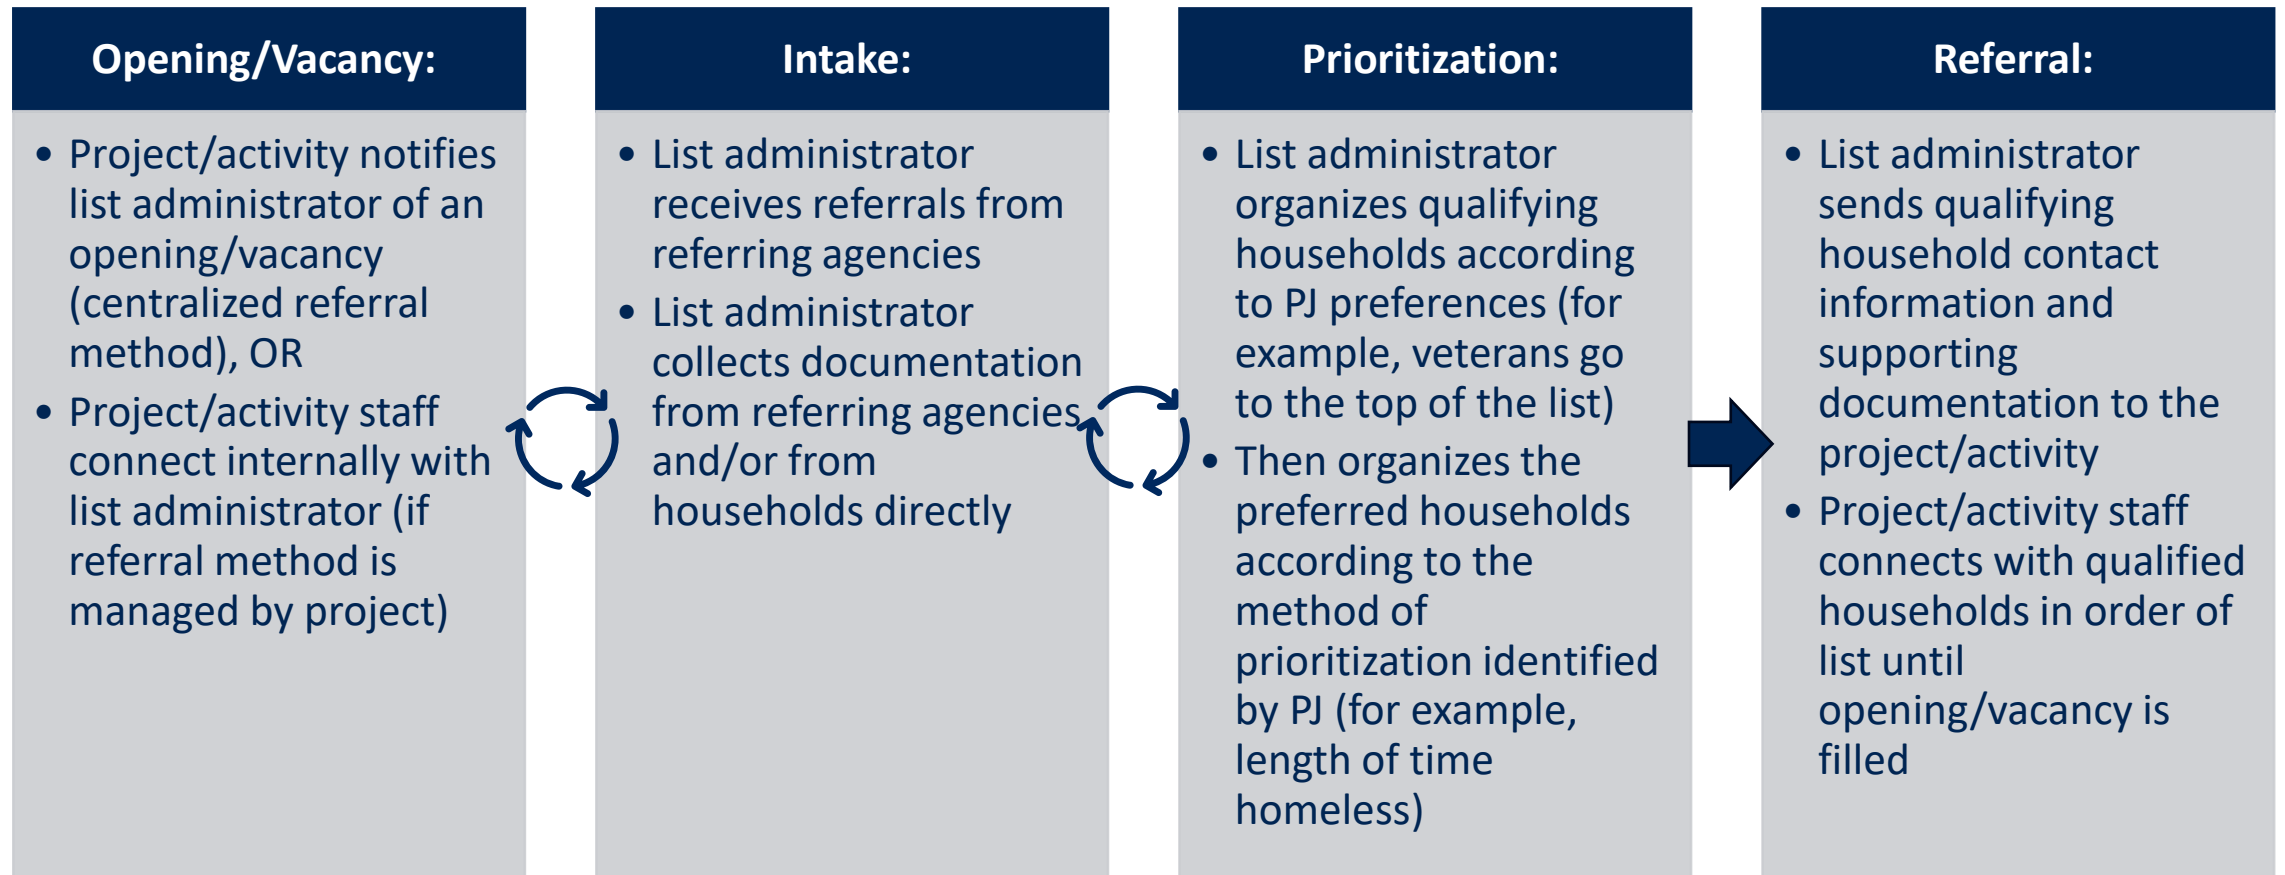 Opening/Vacancy:
• Project/activity notifies
list administrator of an
opening/vacancy
(centralized referral
method), OR
• Project/activity staff
connect internally with
list administrator (if
referral method is
managed by project)
Intake:
• List administrator
receives referrals from
referring agencies
• List administrator
collects documentation
from referring agencies
and/or from
households directly
Prioritization:
• List administrator
organizes qualifying
households according
to PJ preferences (for
example, veterans go
to the top of the list)
• Then organizes the
preferred households
according to the
method of
prioritization identified
by PJ (for example,
length of time
homeless)
Referral:
• List administrator
sends qualifying
household contact
information and
supporting
documentation to the
project/activity
• Project/activity staff
connects with qualified
households in order of
list until
opening/vacancy is
filled